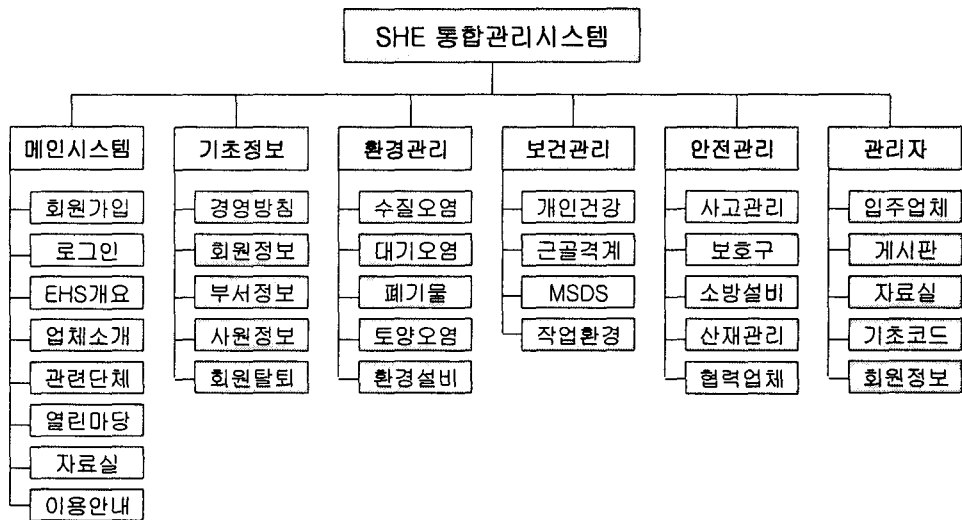 SHE 통합관리시스템
메인시스템
회원가입
로그인
EHS개요
업체소개
관련단체
열린마당
자료실
이용안내
기초정보
경영방침
회원정보
부서정보
사원정보
회원탈퇴
환경관리
수질오염
대기오염
폐기물
토양오염
환경설비
보건관리
개인건강
근골격계
MSDS
작업환경
안전관리
사고관리
보호구
소방설비
산재관리
협력업체
관리자
입주업체
게시판
자료실
기초코드
회원정보